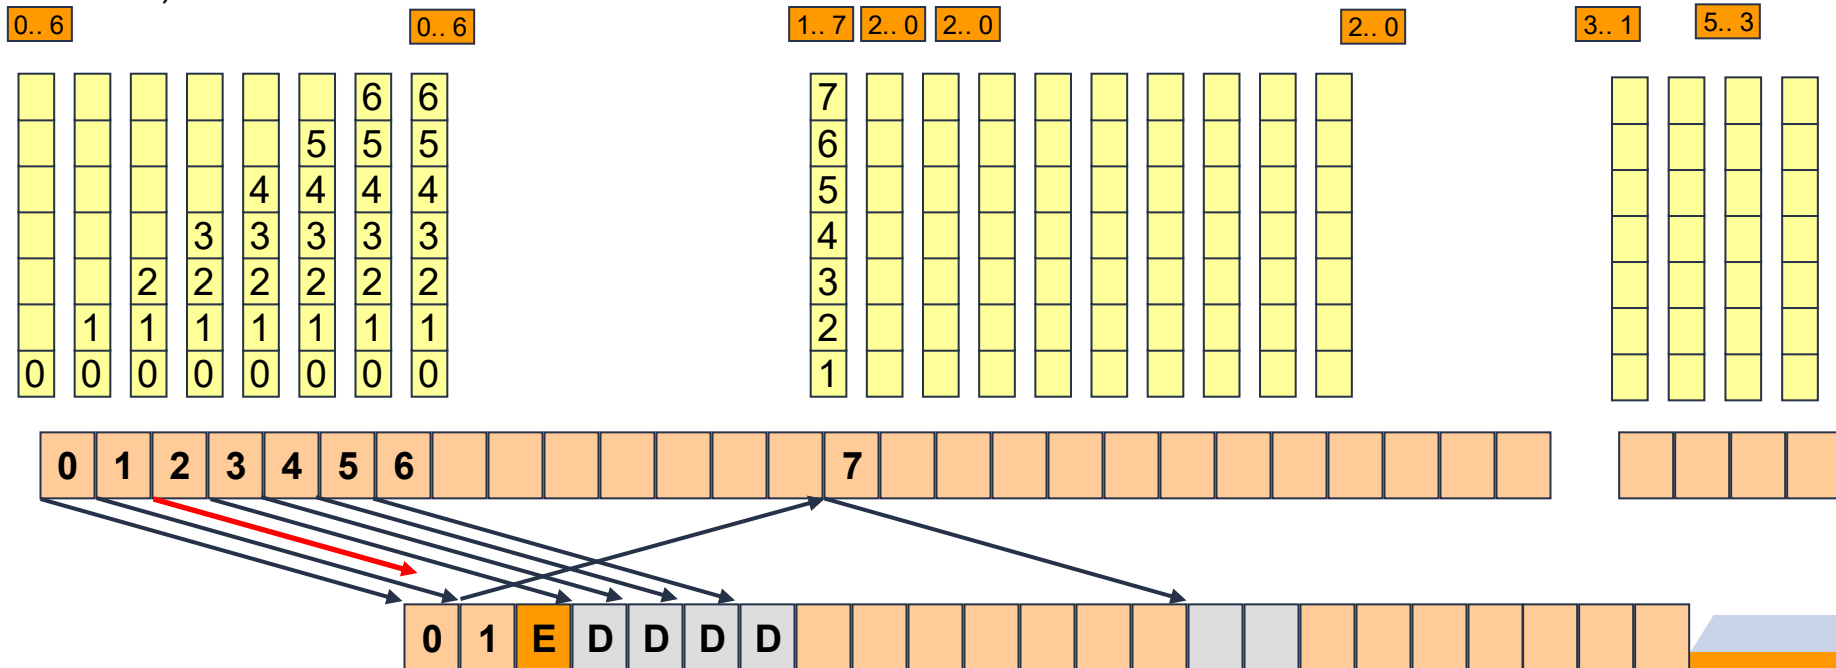 0.. 6 0.. 6 1.. 7 2.. 0 2.. 0 2.. 0 3.. 1 5.. 3
6 6 7
5 5 5 6
4 4 4 4 5
3 3 3 3 3 4
2 2 2 2 2 2 3
1 1 1 1 1 1 1 2
0 0 0 0 0 0 0 0 1
0 1 2 3 4 5 6 7
0 1 E D D D D